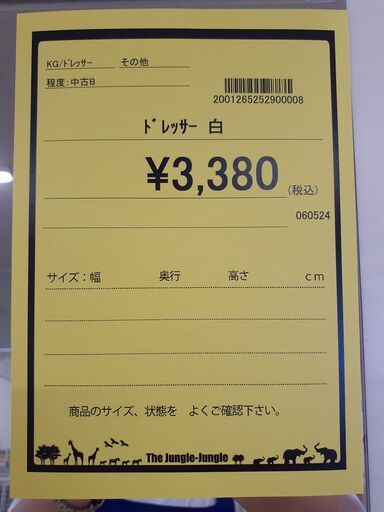 KG/ﾄﾞﾚｯｻｰ その他
程度:中古B
2001265252900008
ﾄﾞﾚｯｻｰ 白
¥3,380 (税込)
060524
サイズ：幅 奥行 高さ cm
商品のサイズ、状態を よくご確認下さい。
The Jungle-Jungle